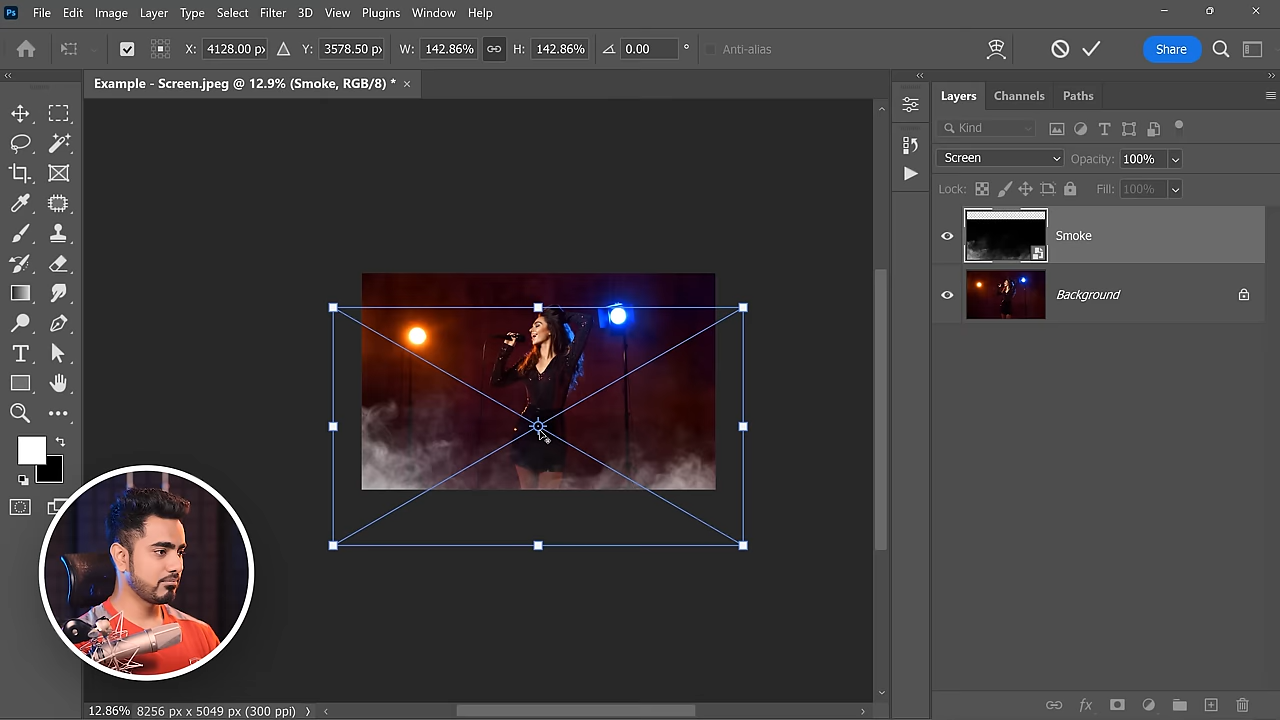 Ps File Edit Image Layer Type Select Filter 3D View Plugins Window Help
X: 4128.00 px Y: 3578.50 px W: 142.86% H: 142.86% 0.00 ° Anti-alias Share
Example - Screen.jpeg @ 12.9% (Smoke, RGB/8) * ×
Layers Channels Paths
Kind
Screen Opacity: 100%
Lock: Fill: 100%
Smoke
Background
12.86% 8256 px x 5049 px (300 ppi)